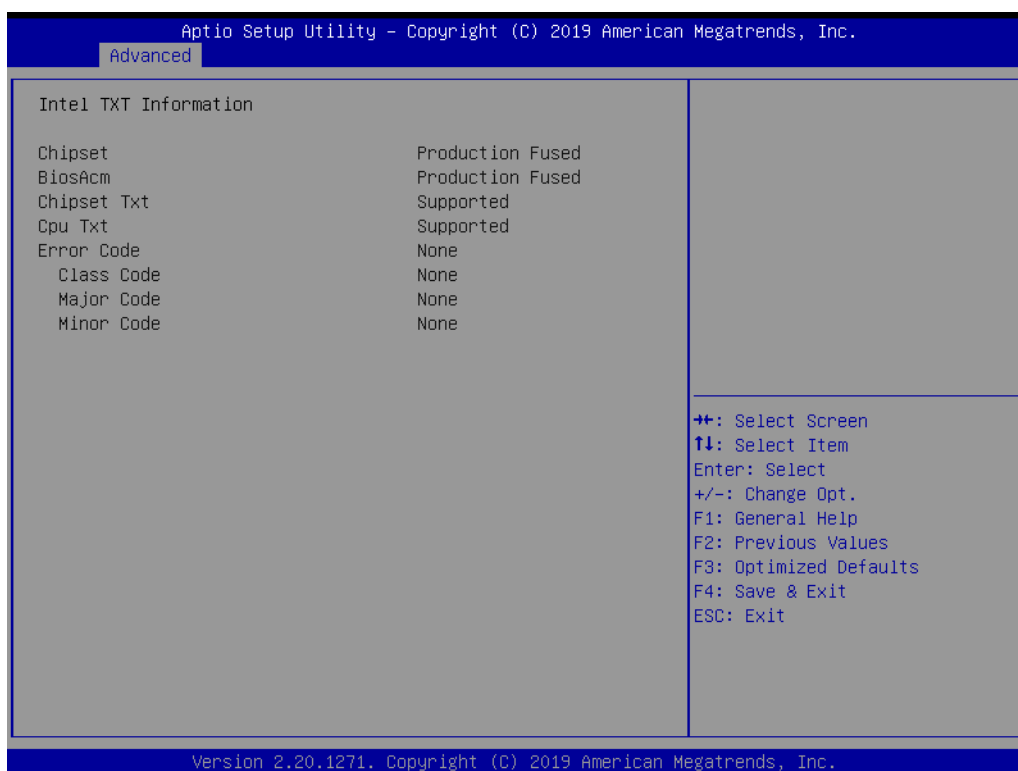 Aptio Setup Utility – Copyright (C) 2019 American Megatrends, Inc.
Advanced
Intel TXT Information
Chipset Production Fused
BiosAcm Production Fused
Chipset Txt Supported
Cpu Txt Supported
Error Code None
Class Code None
Major Code None
Minor Code None
→←: Select Screen
↑↓: Select Item
Enter: Select
+/-: Change Opt.
F1: General Help
F2: Previous Values
F3: Optimized Defaults
F4: Save & Exit
ESC: Exit
Version 2.20.1271. Copyright (C) 2019 American Megatrends, Inc.